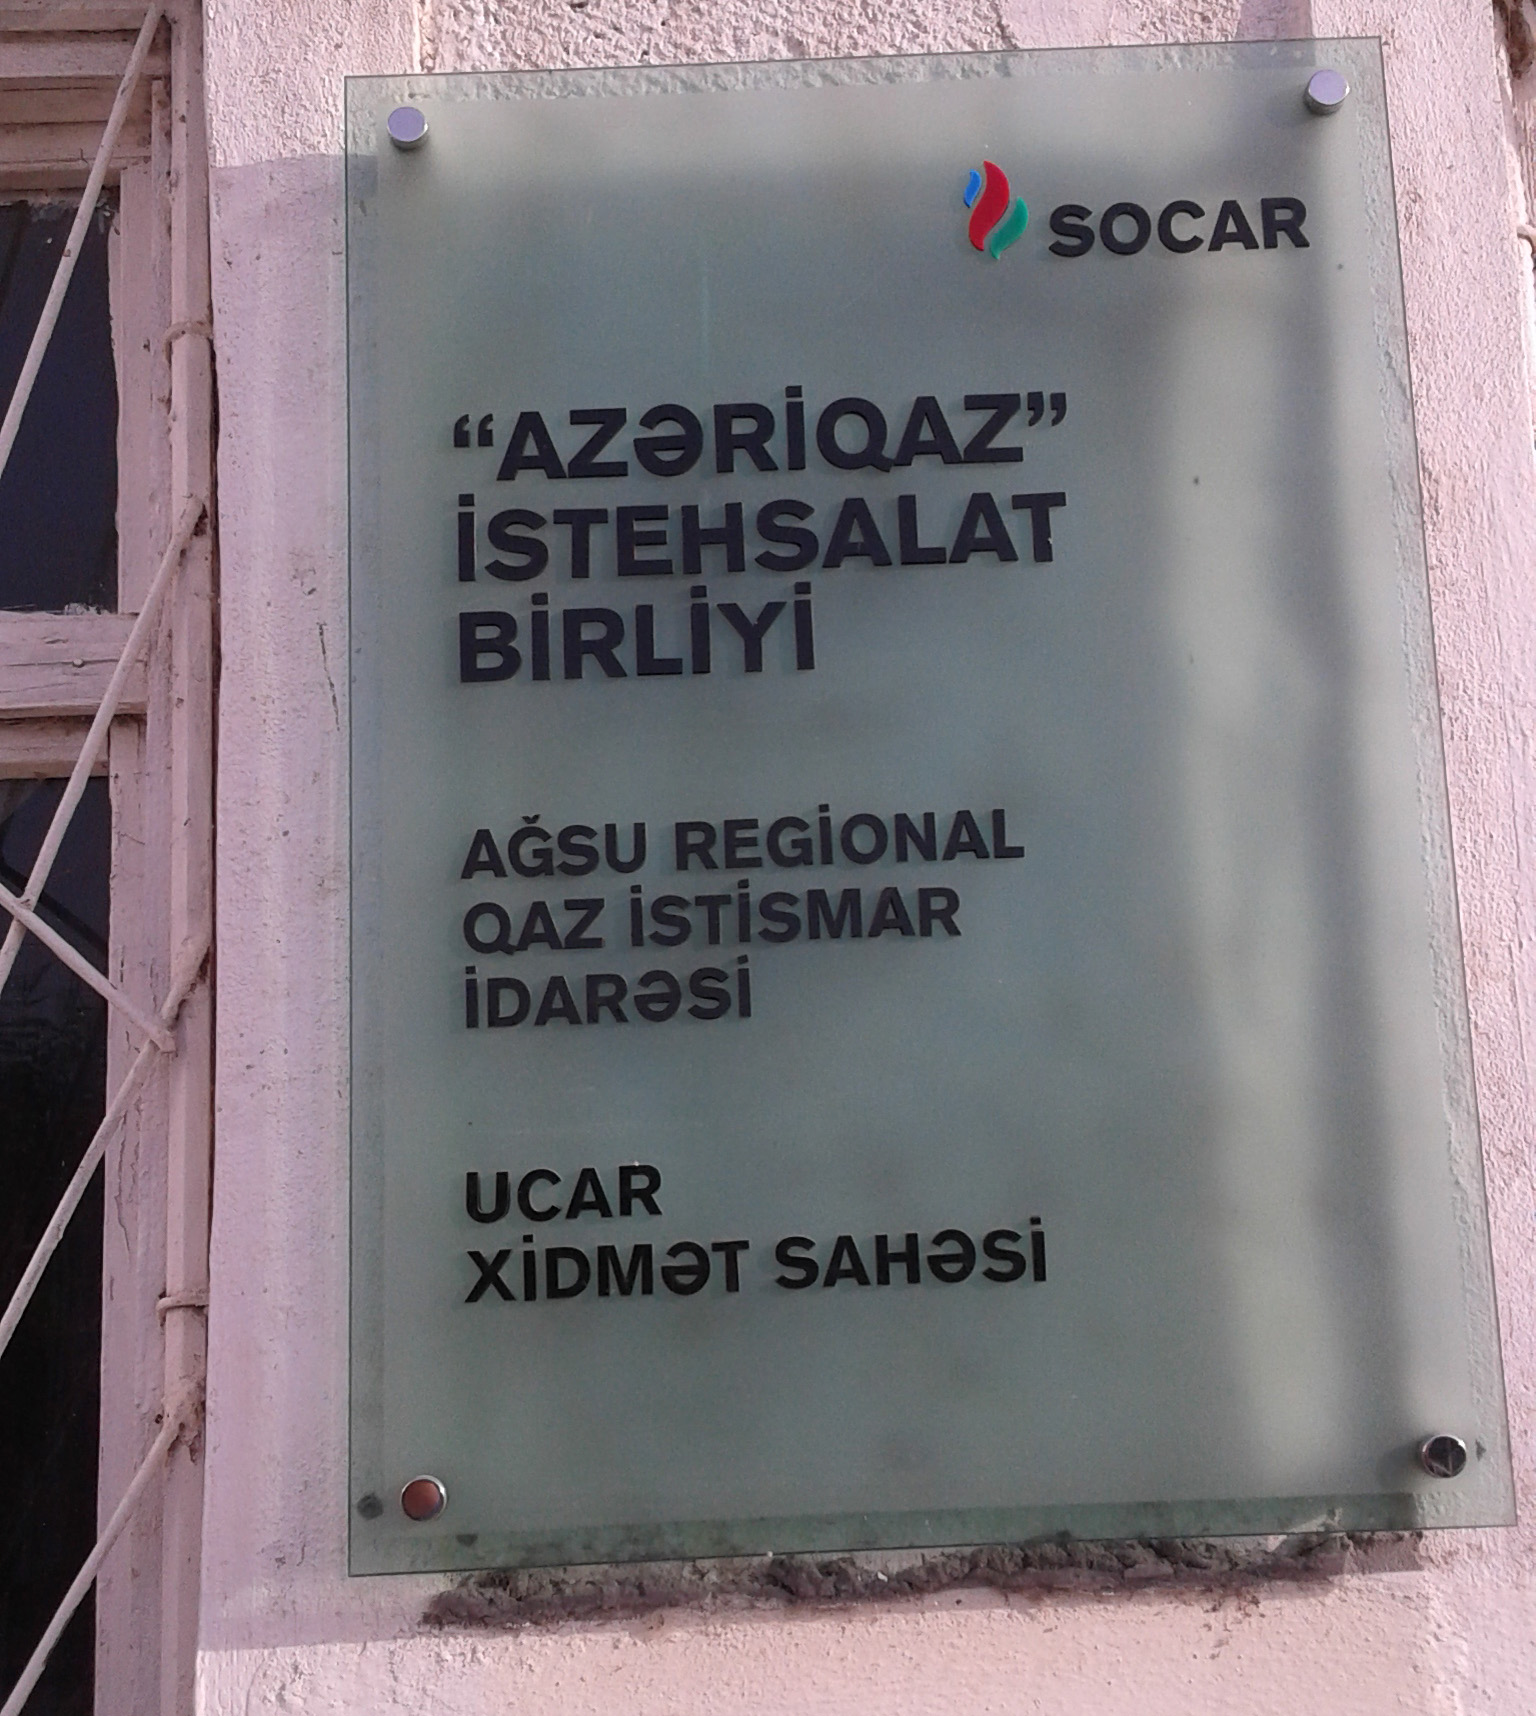 SOCAR
“AZƏRİQAZ”
İSTEHSALAT
BİRLİYİ
AĞSU REGİONAL
QAZ İSTİSMAR
İDARƏSİ
UCAR
XİDMƏT SAHƏSİ